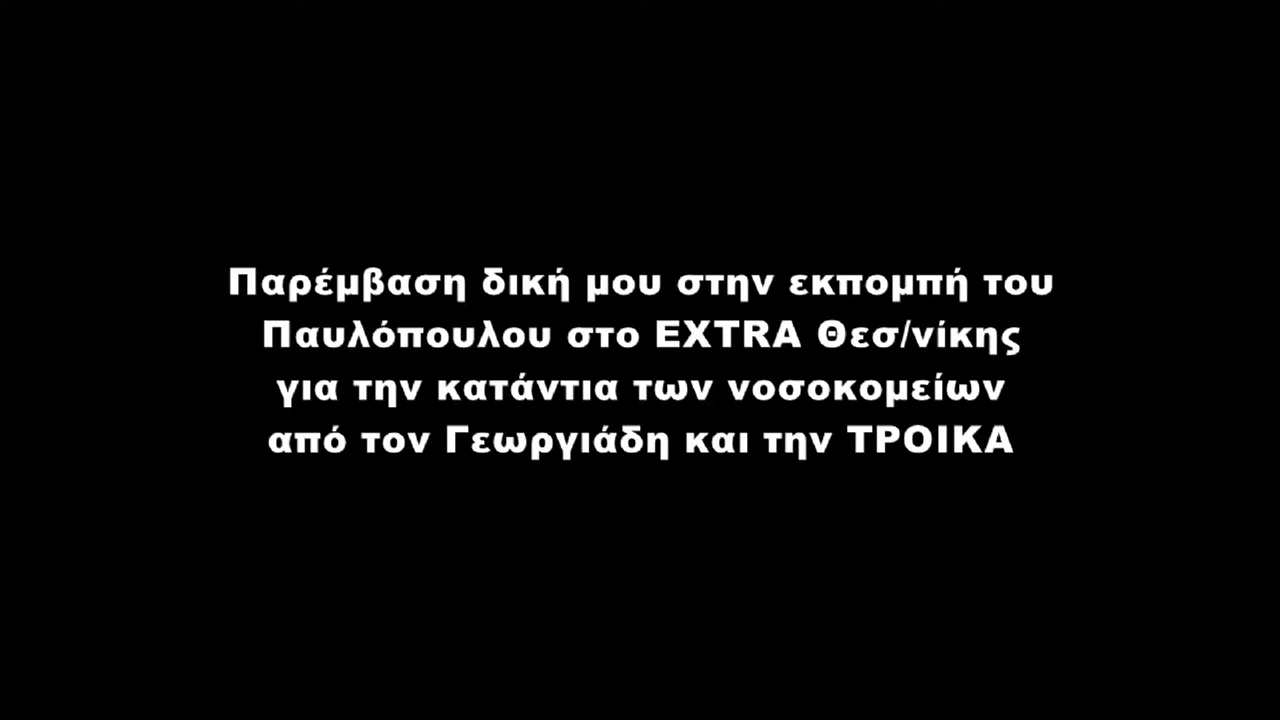 Παρέμβαση δική μου στην εκπομπή του
Παυλόπουλου στο EXTRA Θεσ/νίκης
για την κατάντια των νοσοκομείων
από τον Γεωργιάδη και την ΤΡΟΙΚΑ